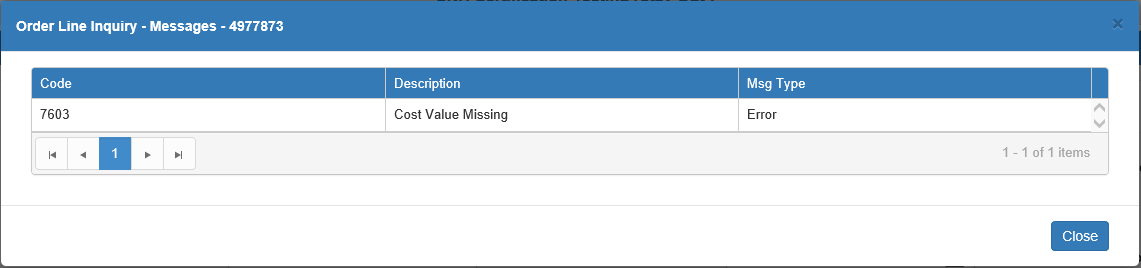 Order Line Inquiry - Messages - 4977873
×
Code Description Msg Type
7603 Cost Value Missing Error
1
1 - 1 of 1 items
Close